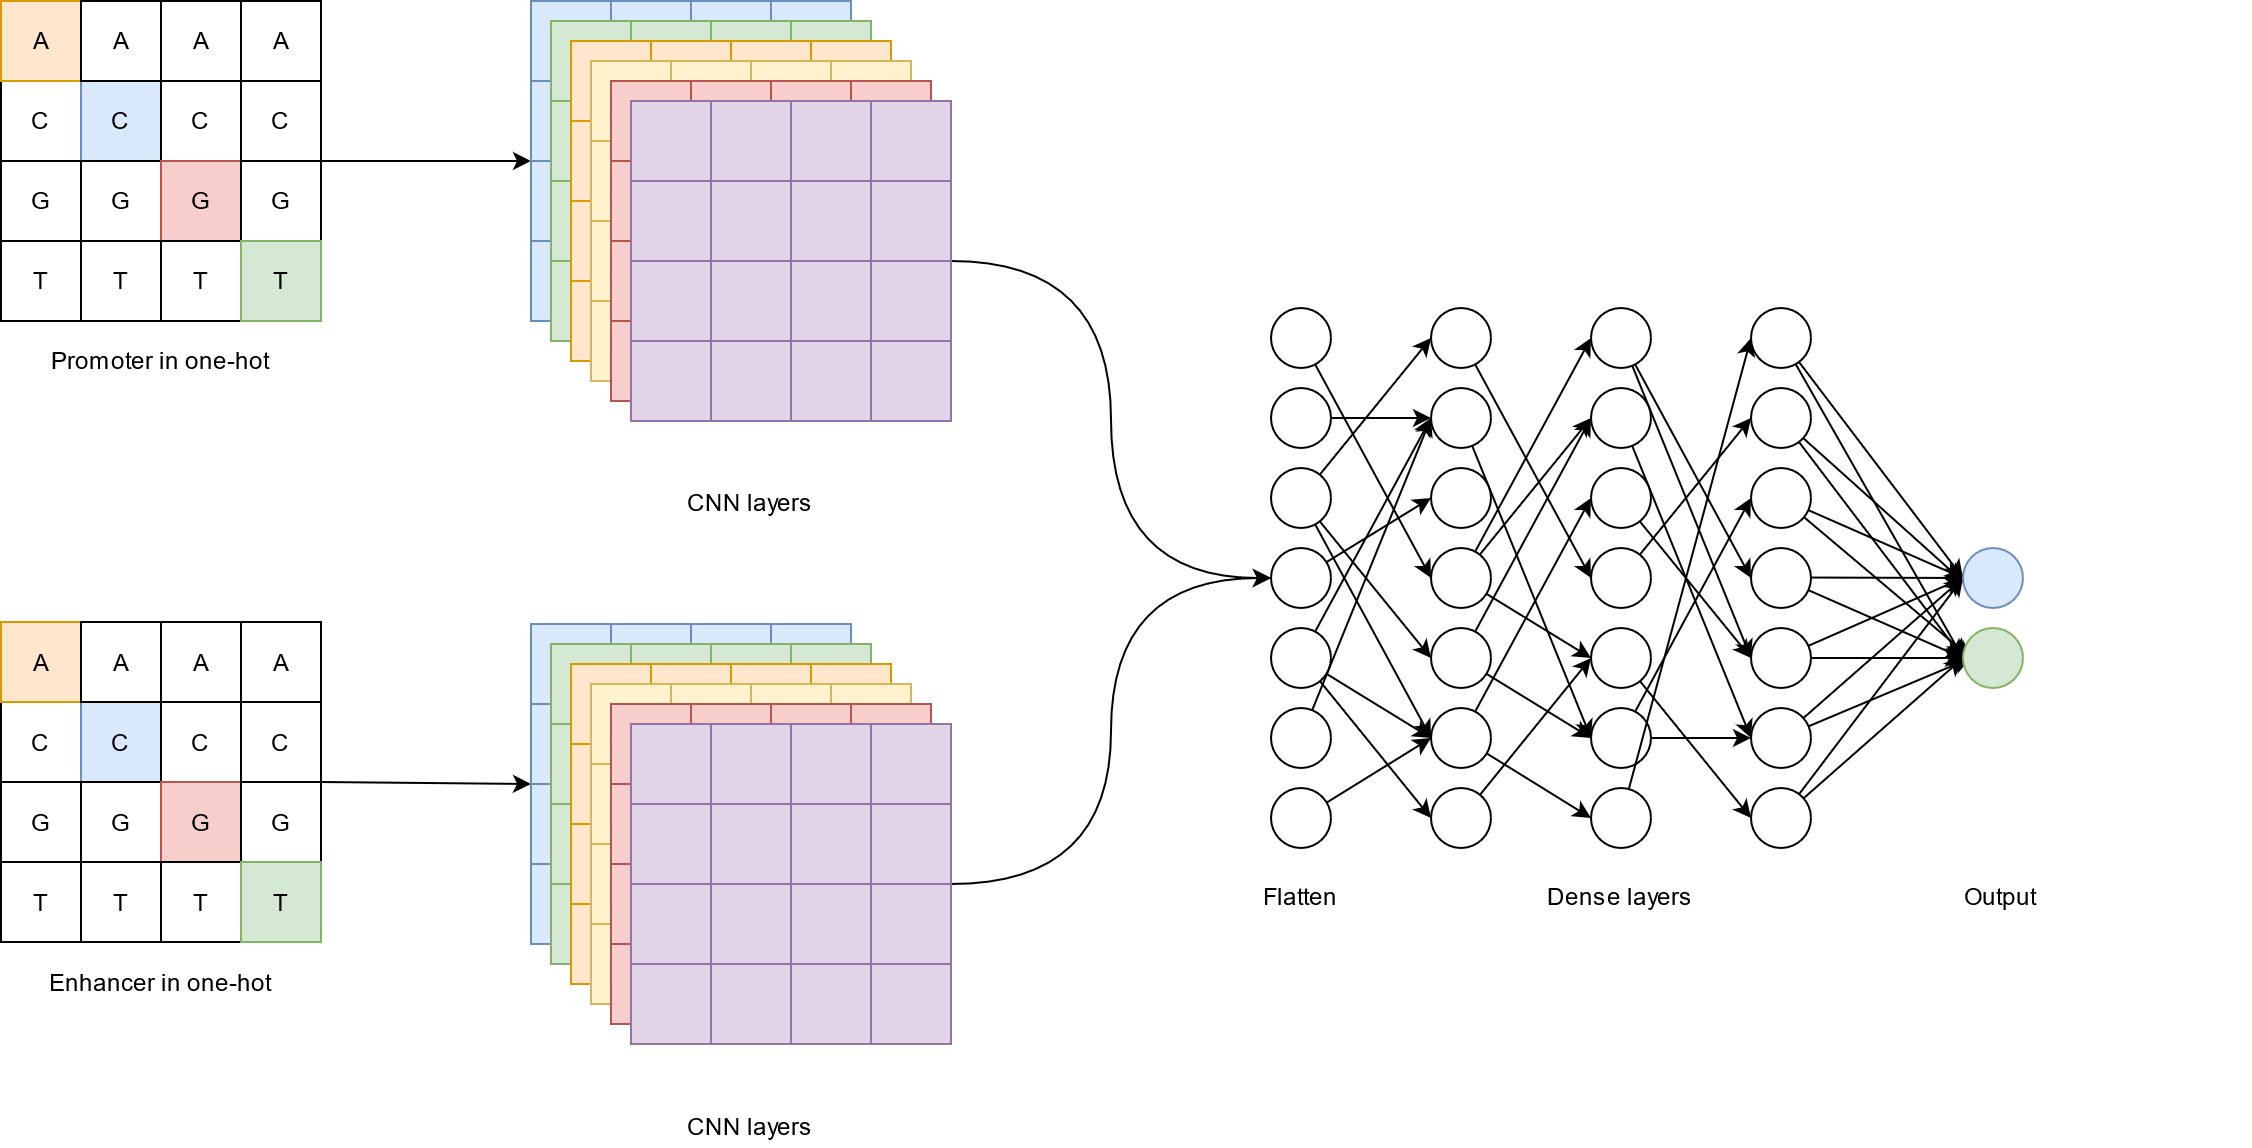 A A A A
C C C C
G G G G
T T T T
Promoter in one-hot
CNN layers
A A A A
C C C C
G G G G
T T T T
Enhancer in one-hot
CNN layers
Flatten
Dense layers
Output